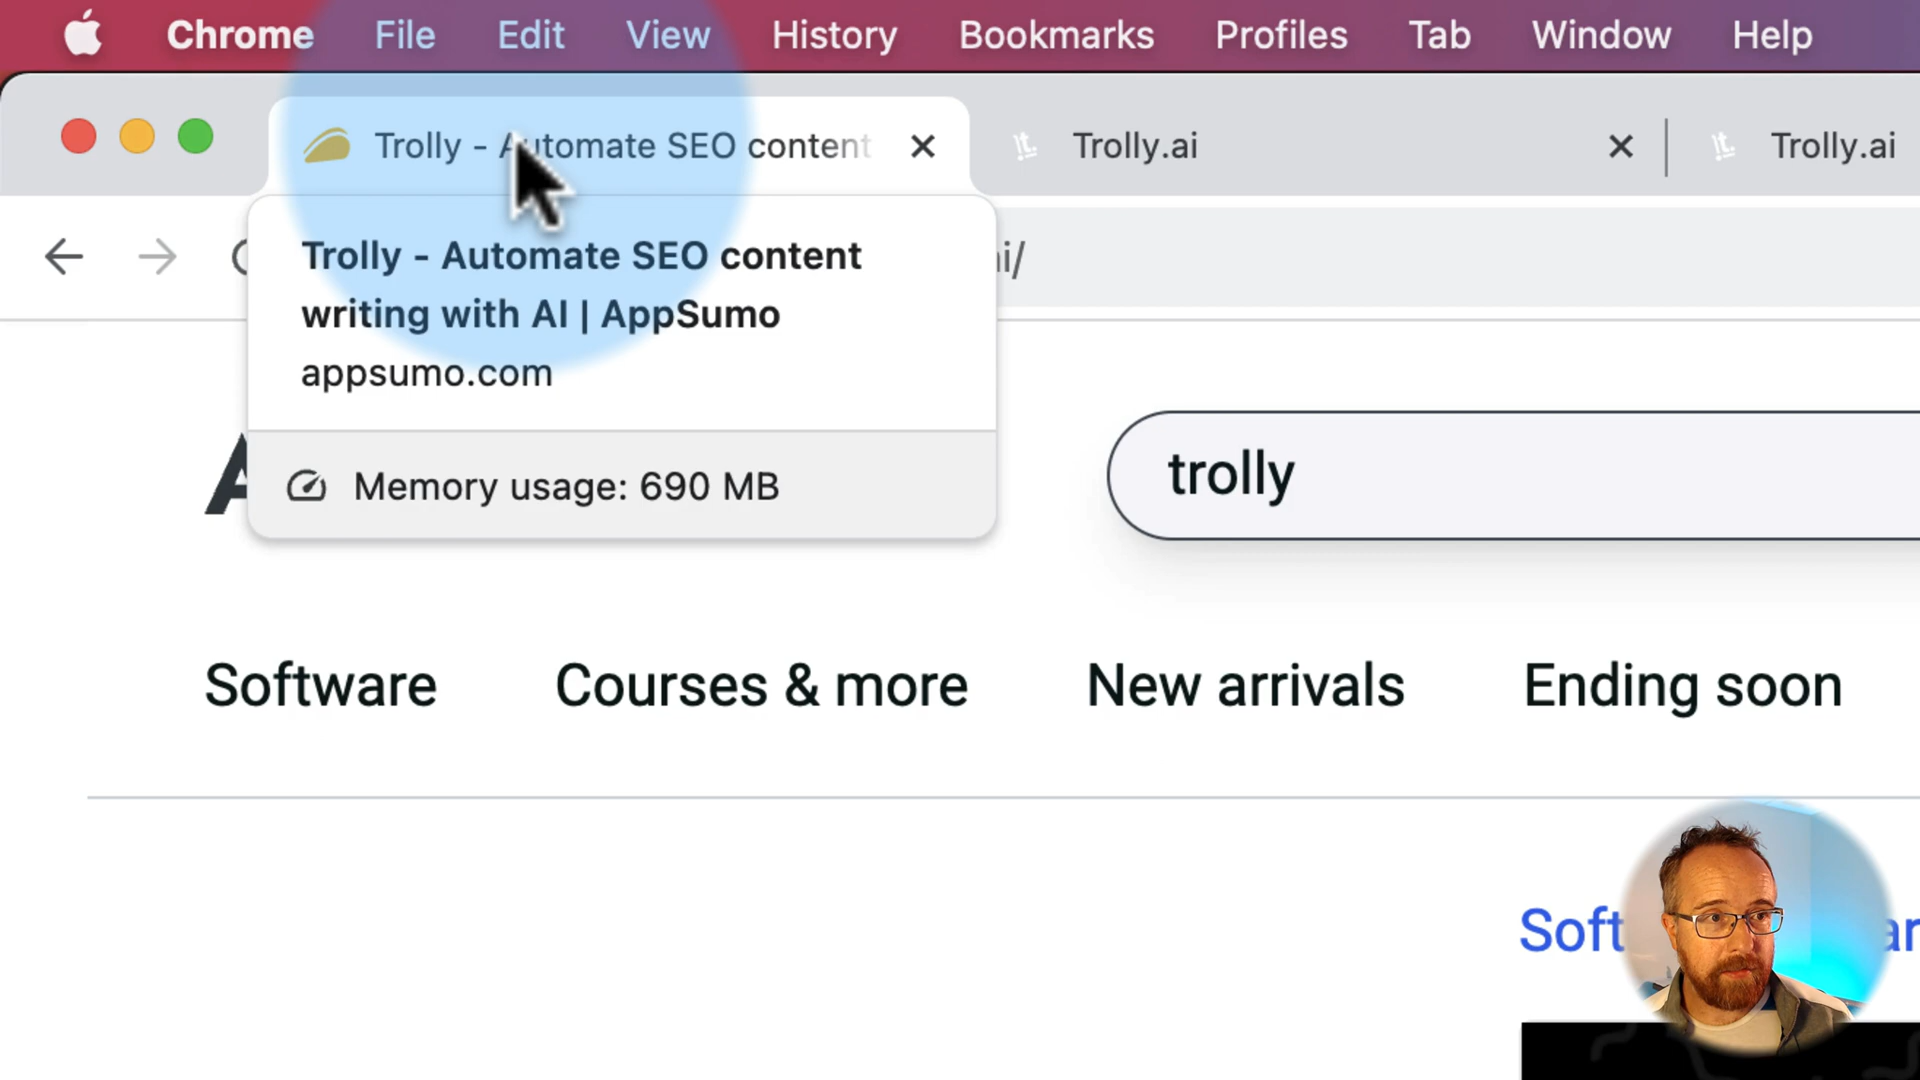 Chrome File Edit View History Bookmarks Profiles Tab Window Help
Trolly - Automate SEO content
Trolly.ai
Trolly.ai
ai/
Trolly - Automate SEO content
writing with AI | AppSumo
appsumo.com
Memory usage: 690 MB
trolly
Software Courses & more New arrivals Ending soon
Soft